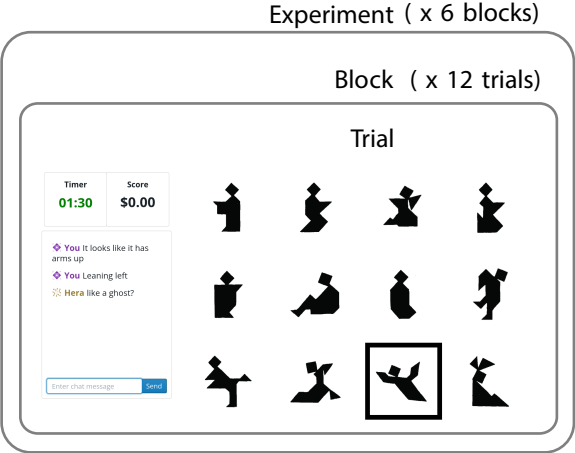 Experiment ( x 6 blocks)
Block ( x 12 trials)
Trial
Timer Score
01:30 $0.00
You It looks like it has
arms up
You Leaning left
Hera like a ghost?
Enter chat message Send